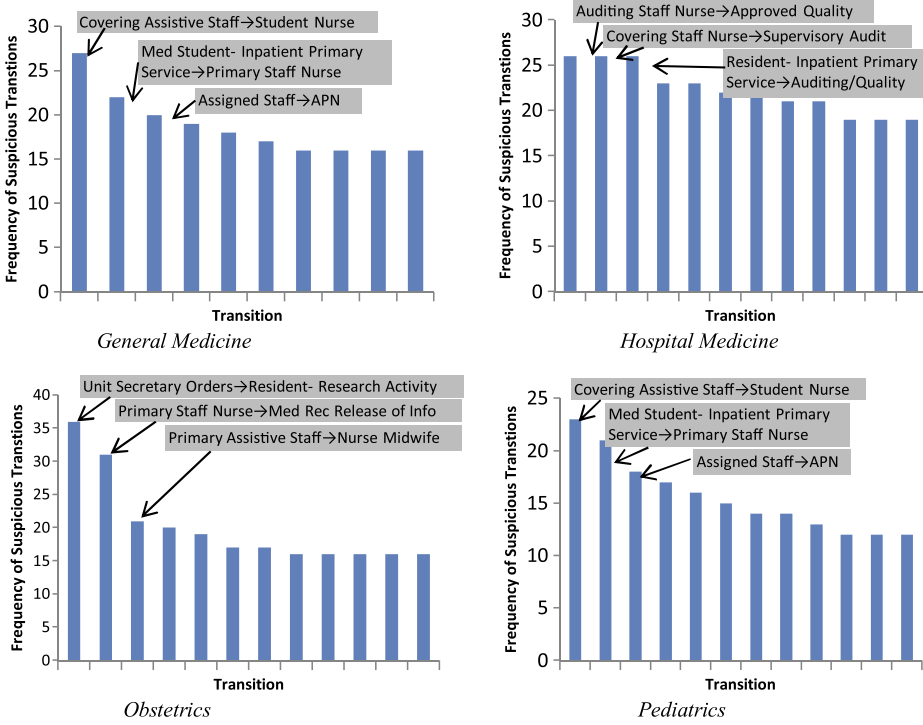 Frequency of Suspicious Transtions
30
25
20
15
10
5
0
Covering Assistive Staff→Student Nurse
Med Student- Inpatient Primary
Service→Primary Staff Nurse
Assigned Staff→APN
Transition
General Medicine
Frequency of Suspicious Transtions
30
25
20
15
10
5
0
Auditing Staff Nurse→Approved Quality
Covering Staff Nurse→Supervisory Audit
Resident- Inpatient Primary
Service→Auditing/Quality
Transition
Hospital Medicine
Frequency of Suspicious Transtions
40
35
30
25
20
15
10
5
0
Unit Secretary Orders→Resident- Research Activity
Primary Staff Nurse→Med Rec Release of Info
Primary Assistive Staff→Nurse Midwife
Transition
Obstetrics
Frequency of Suspicious Transtions
25
20
15
10
5
0
Covering Assistive Staff→Student Nurse
Med Student- Inpatient Primary
Service→Primary Staff Nurse
Assigned Staff→APN
Transition
Pediatrics